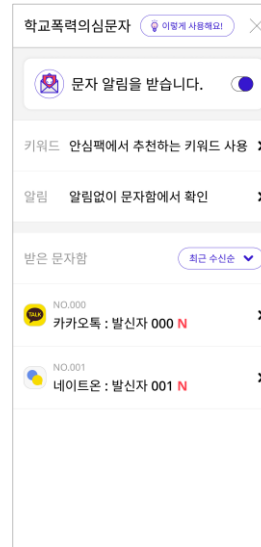 학교폭력의심문자 이렇게 사용해요!
문자 알림을 받습니다.
키워드 안심팩에서 추천하는 키워드 사용
알림 알림없이 문자함에서 확인
받은 문자함 최근 수신순
NO.000
TALK
카카오톡 : 발신자 000 N
NO.001
네이트온 : 발신자 001 N